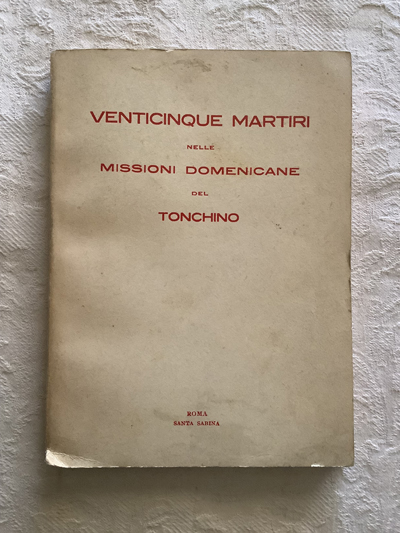 VENTICINQUE MARTIRI
NELLE
MISSIONI DOMENICANE
DEL
TONCHINO
ROMA
SANTA SABINA